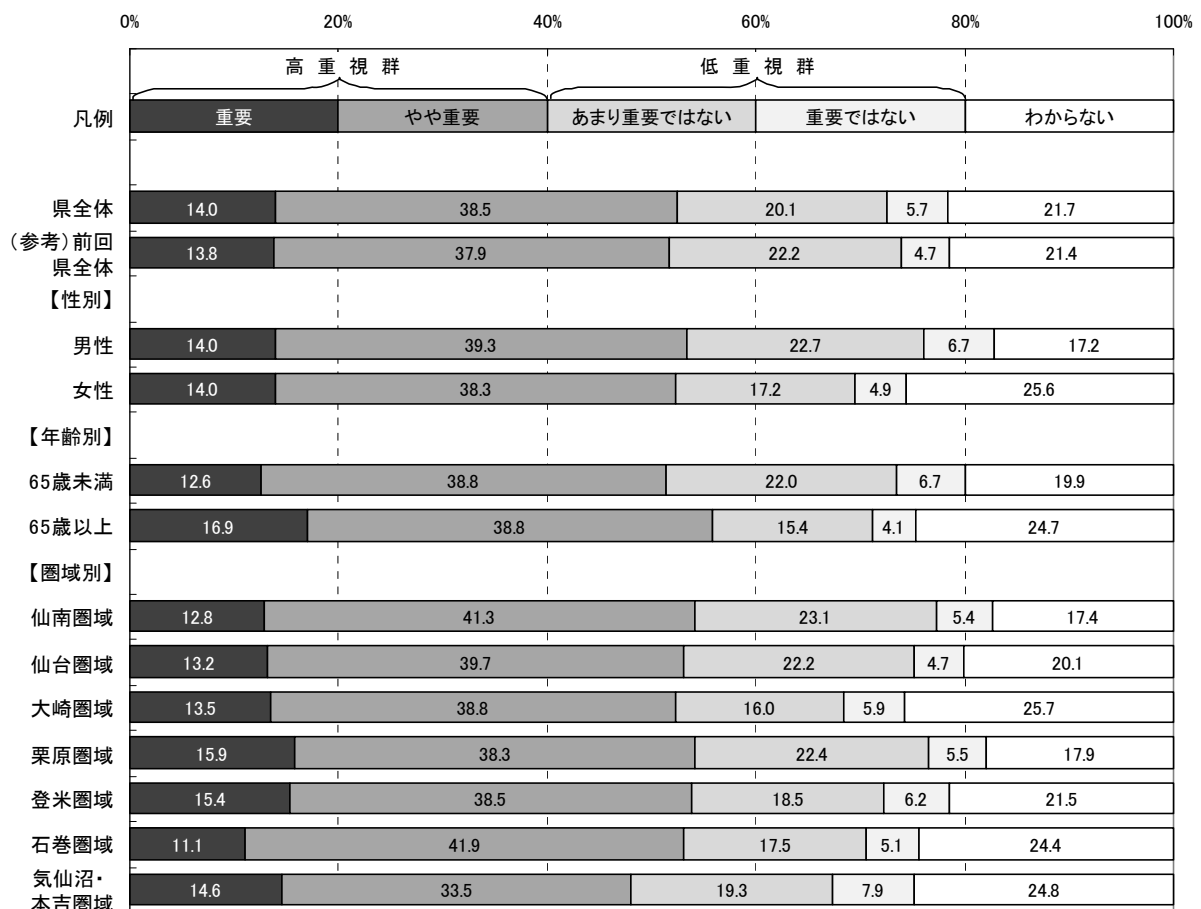 0% 20% 40% 60% 80% 100%
高 重 視 群 低 重 視 群
凡例 重要 やや重要 あまり重要ではない 重要ではない わからない
県全体 14.0 38.5 20.1 5.7 21.7
(参考)前回
県全体 13.8 37.9 22.2 4.7 21.4
【性別】
男性 14.0 39.3 22.7 6.7 17.2
女性 14.0 38.3 17.2 4.9 25.6
【年齢別】
65歳未満 12.6 38.8 22.0 6.7 19.9
65歳以上 16.9 38.8 15.4 4.1 24.7
【圏域別】
仙南圏域 12.8 41.3 23.1 5.4 17.4
仙台圏域 13.2 39.7 22.2 4.7 20.1
大崎圏域 13.5 38.8 16.0 5.9 25.7
栗原圏域 15.9 38.3 22.4 5.5 17.9
登米圏域 15.4 38.5 18.5 6.2 21.5
石巻圏域 11.1 41.9 17.5 5.1 24.4
気仙沼・
本吉圏域 14.6 33.5 19.3 7.9 24.8